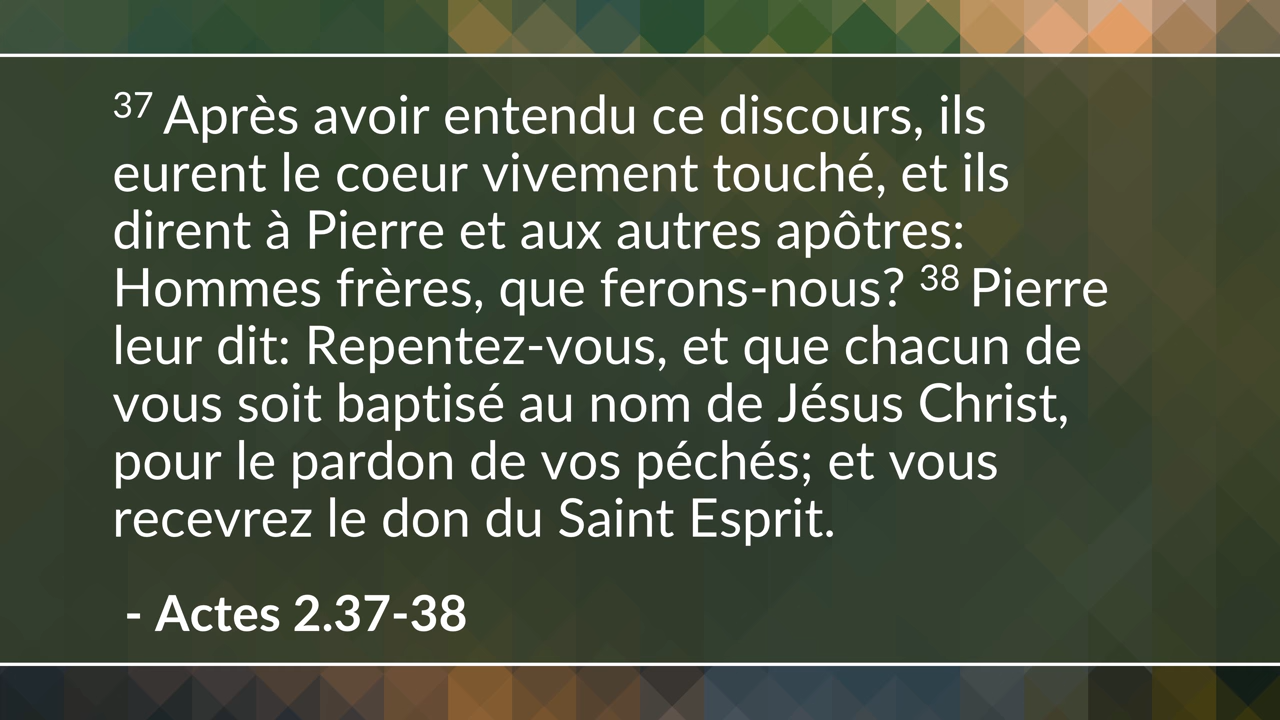 37 Après avoir entendu ce discours, ils
eurent le coeur vivement touché, et ils
dirent à Pierre et aux autres apôtres:
Hommes frères, que ferons-nous? 38 Pierre
leur dit: Repentez-vous, et que chacun de
vous soit baptisé au nom de Jésus Christ,
pour le pardon de vos péchés; et vous
recevrez le don du Saint Esprit.
- Actes 2.37-38